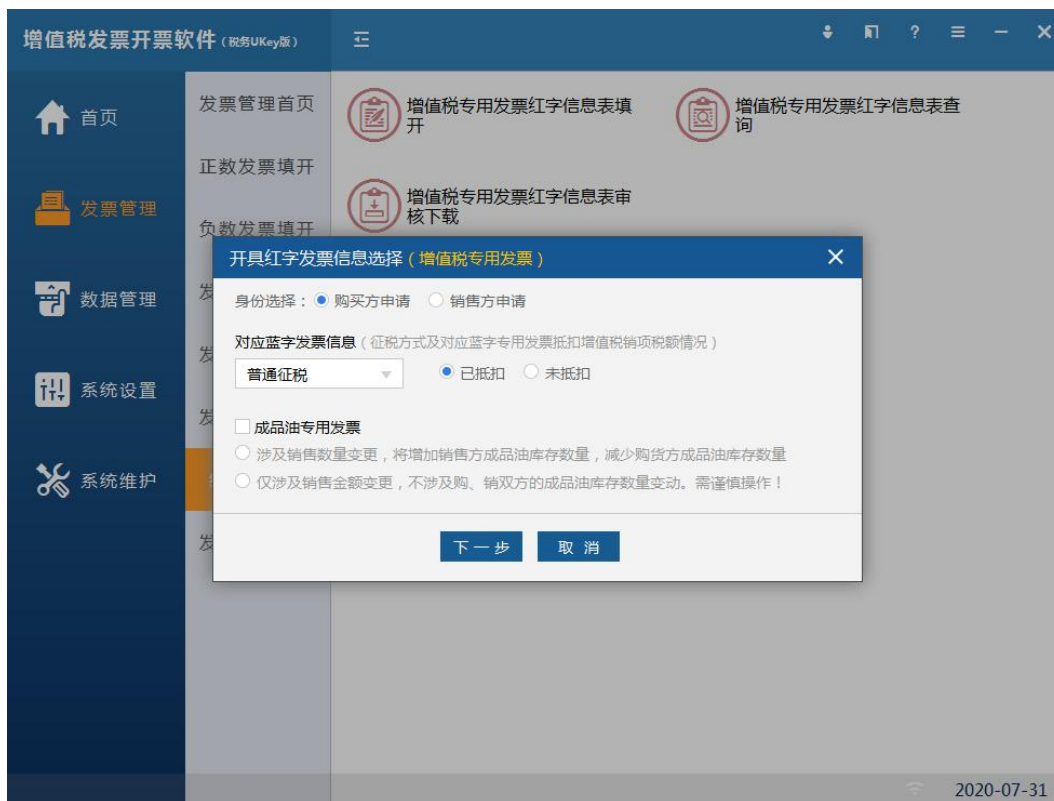 增值税发票开票软件（税务UKey版）
?
首页
发票管理
数据管理
系统设置
系统维护
发票管理首页
正数发票填开
负数发票填开
发
发
发
发
增值税专用发票红字信息表填
开
增值税专用发票红字信息表查
询
增值税专用发票红字信息表审
核下载
开具红字发票信息选择（增值税专用发票）
身份选择： 购买方申请 销售方申请
对应蓝字发票信息（征税方式及对应蓝字专用发票抵扣增值税销项税额情况）
普通征税 已抵扣 未抵扣
成品油专用发票
涉及销售数量变更，将增加销售方成品油库存数量，减少购货方成品油库存数量
仅涉及销售金额变更，不涉及购、销双方的成品油库存数量变动。需谨慎操作！
下一步 取 消
2020-07-31